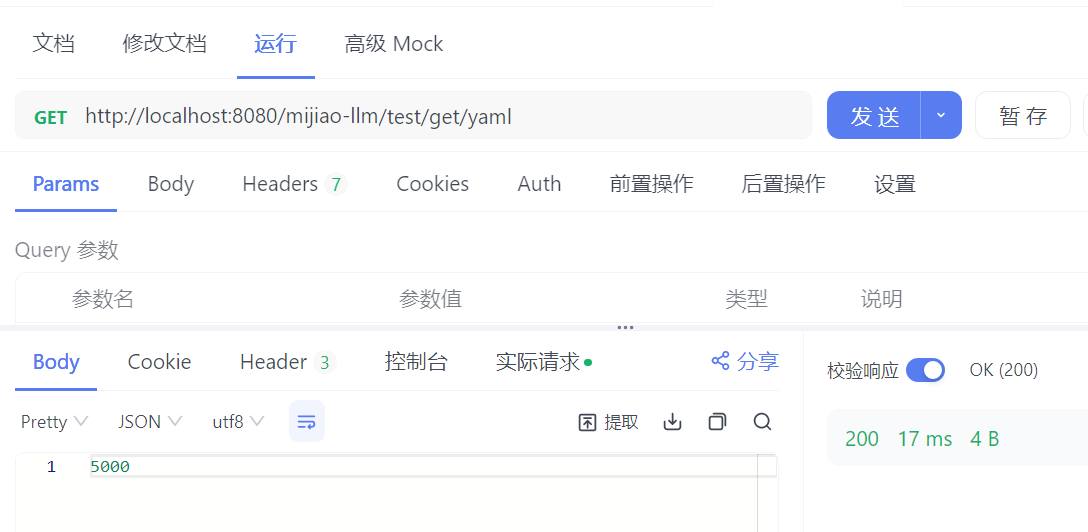 文档 修改文档 运行 高级 Mock
GET http://localhost:8080/mijiao-llm/test/get/yaml 发 送 暂 存
Params Body Headers 7 Cookies Auth 前置操作 后置操作 设置
Query 参数
参数名 参数值 类型 说明
Body Cookie Header 3 控制台 实际请求 分享 校验响应 OK (200)
Pretty JSON utf8 提取
200 17 ms 4 B
1 5000